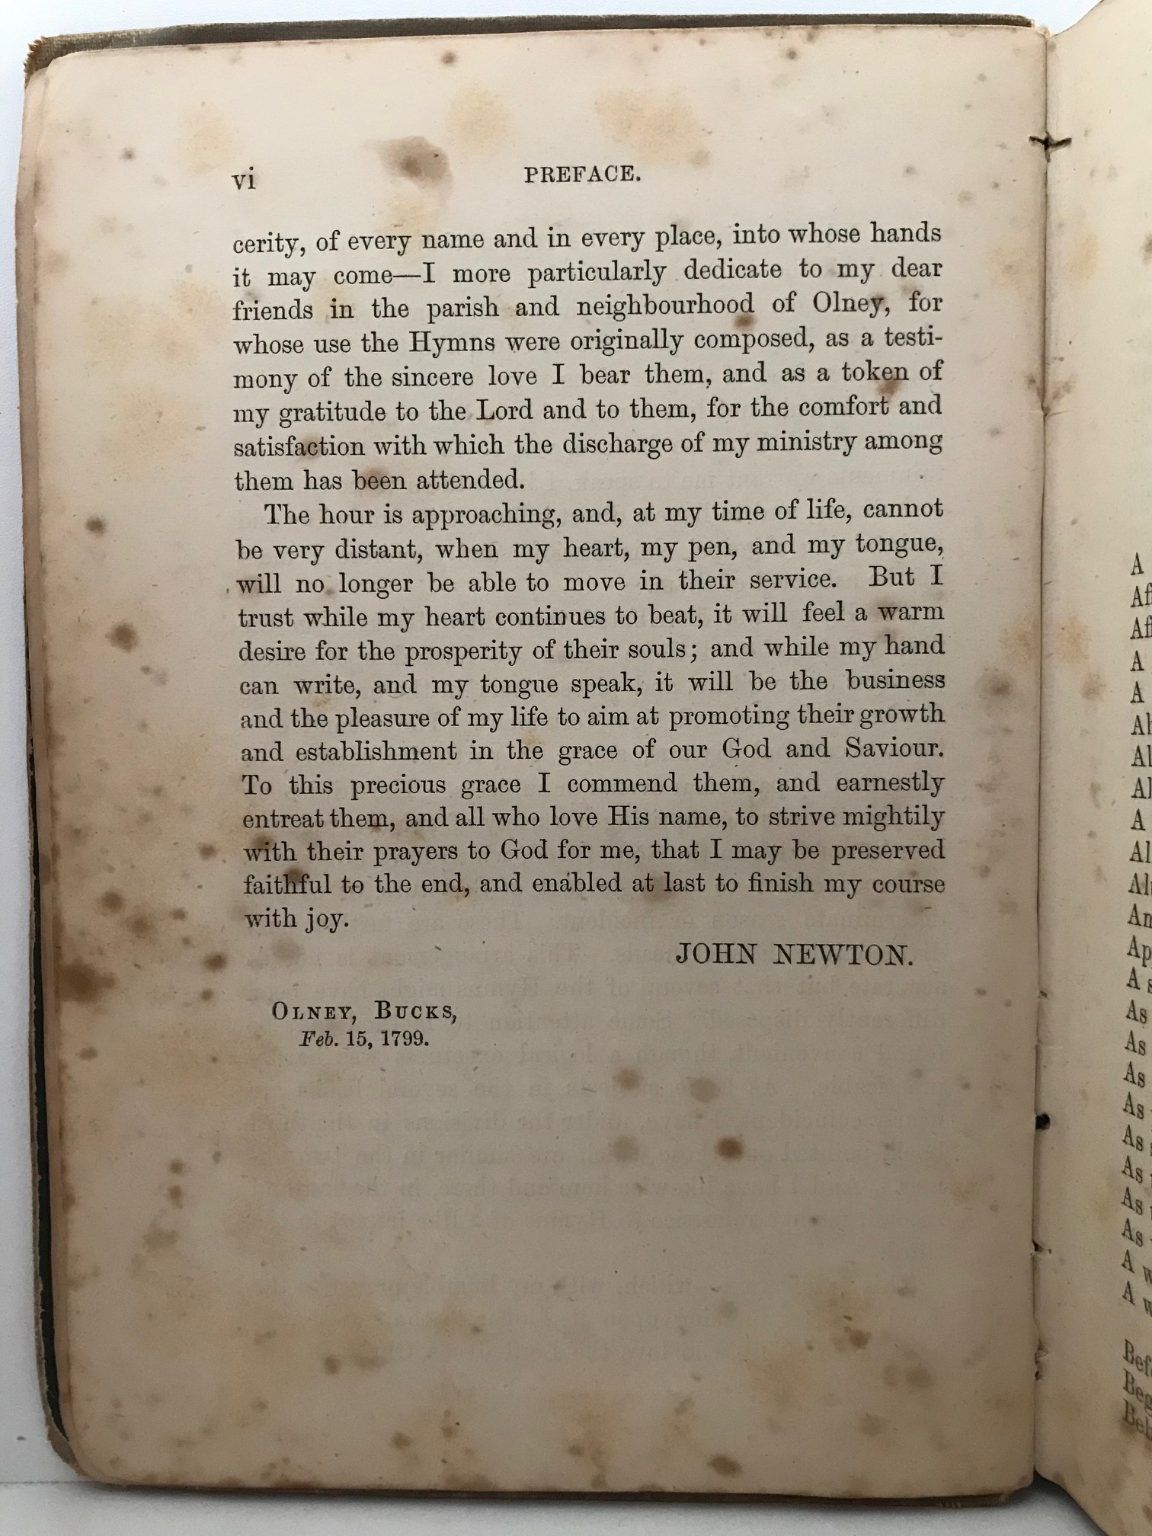 vi PREFACE.
cerity, of every name and in every place, into whose hands
it may come—I more particularly dedicate to my dear
friends in the parish and neighbourhood of Olney, for
whose use the Hymns were originally composed, as a testi-
mony of the sincere love I bear them, and as a token of
my gratitude to the Lord and to them, for the comfort and
satisfaction with which the discharge of my ministry among
them has been attended.
The hour is approaching, and, at my time of life, cannot
be very distant, when my heart, my pen, and my tongue,
will no longer be able to move in their service. But I
trust while my heart continues to beat, it will feel a warm
desire for the prosperity of their souls; and while my hand
can write, and my tongue speak, it will be the business
and the pleasure of my life to aim at promoting their growth
and establishment in the grace of our God and Saviour.
To this precious grace I commend them, and earnestly
entreat them, and all who love His name, to strive mightily
with their prayers to God for me, that I may be preserved
faithful to the end, and enabled at last to finish my course
with joy.
JOHN NEWTON.
OLNEY, BUCKS,
Feb. 15, 1799.
A
A
A
A
As
As
As
As
As
As
As
As
A
A